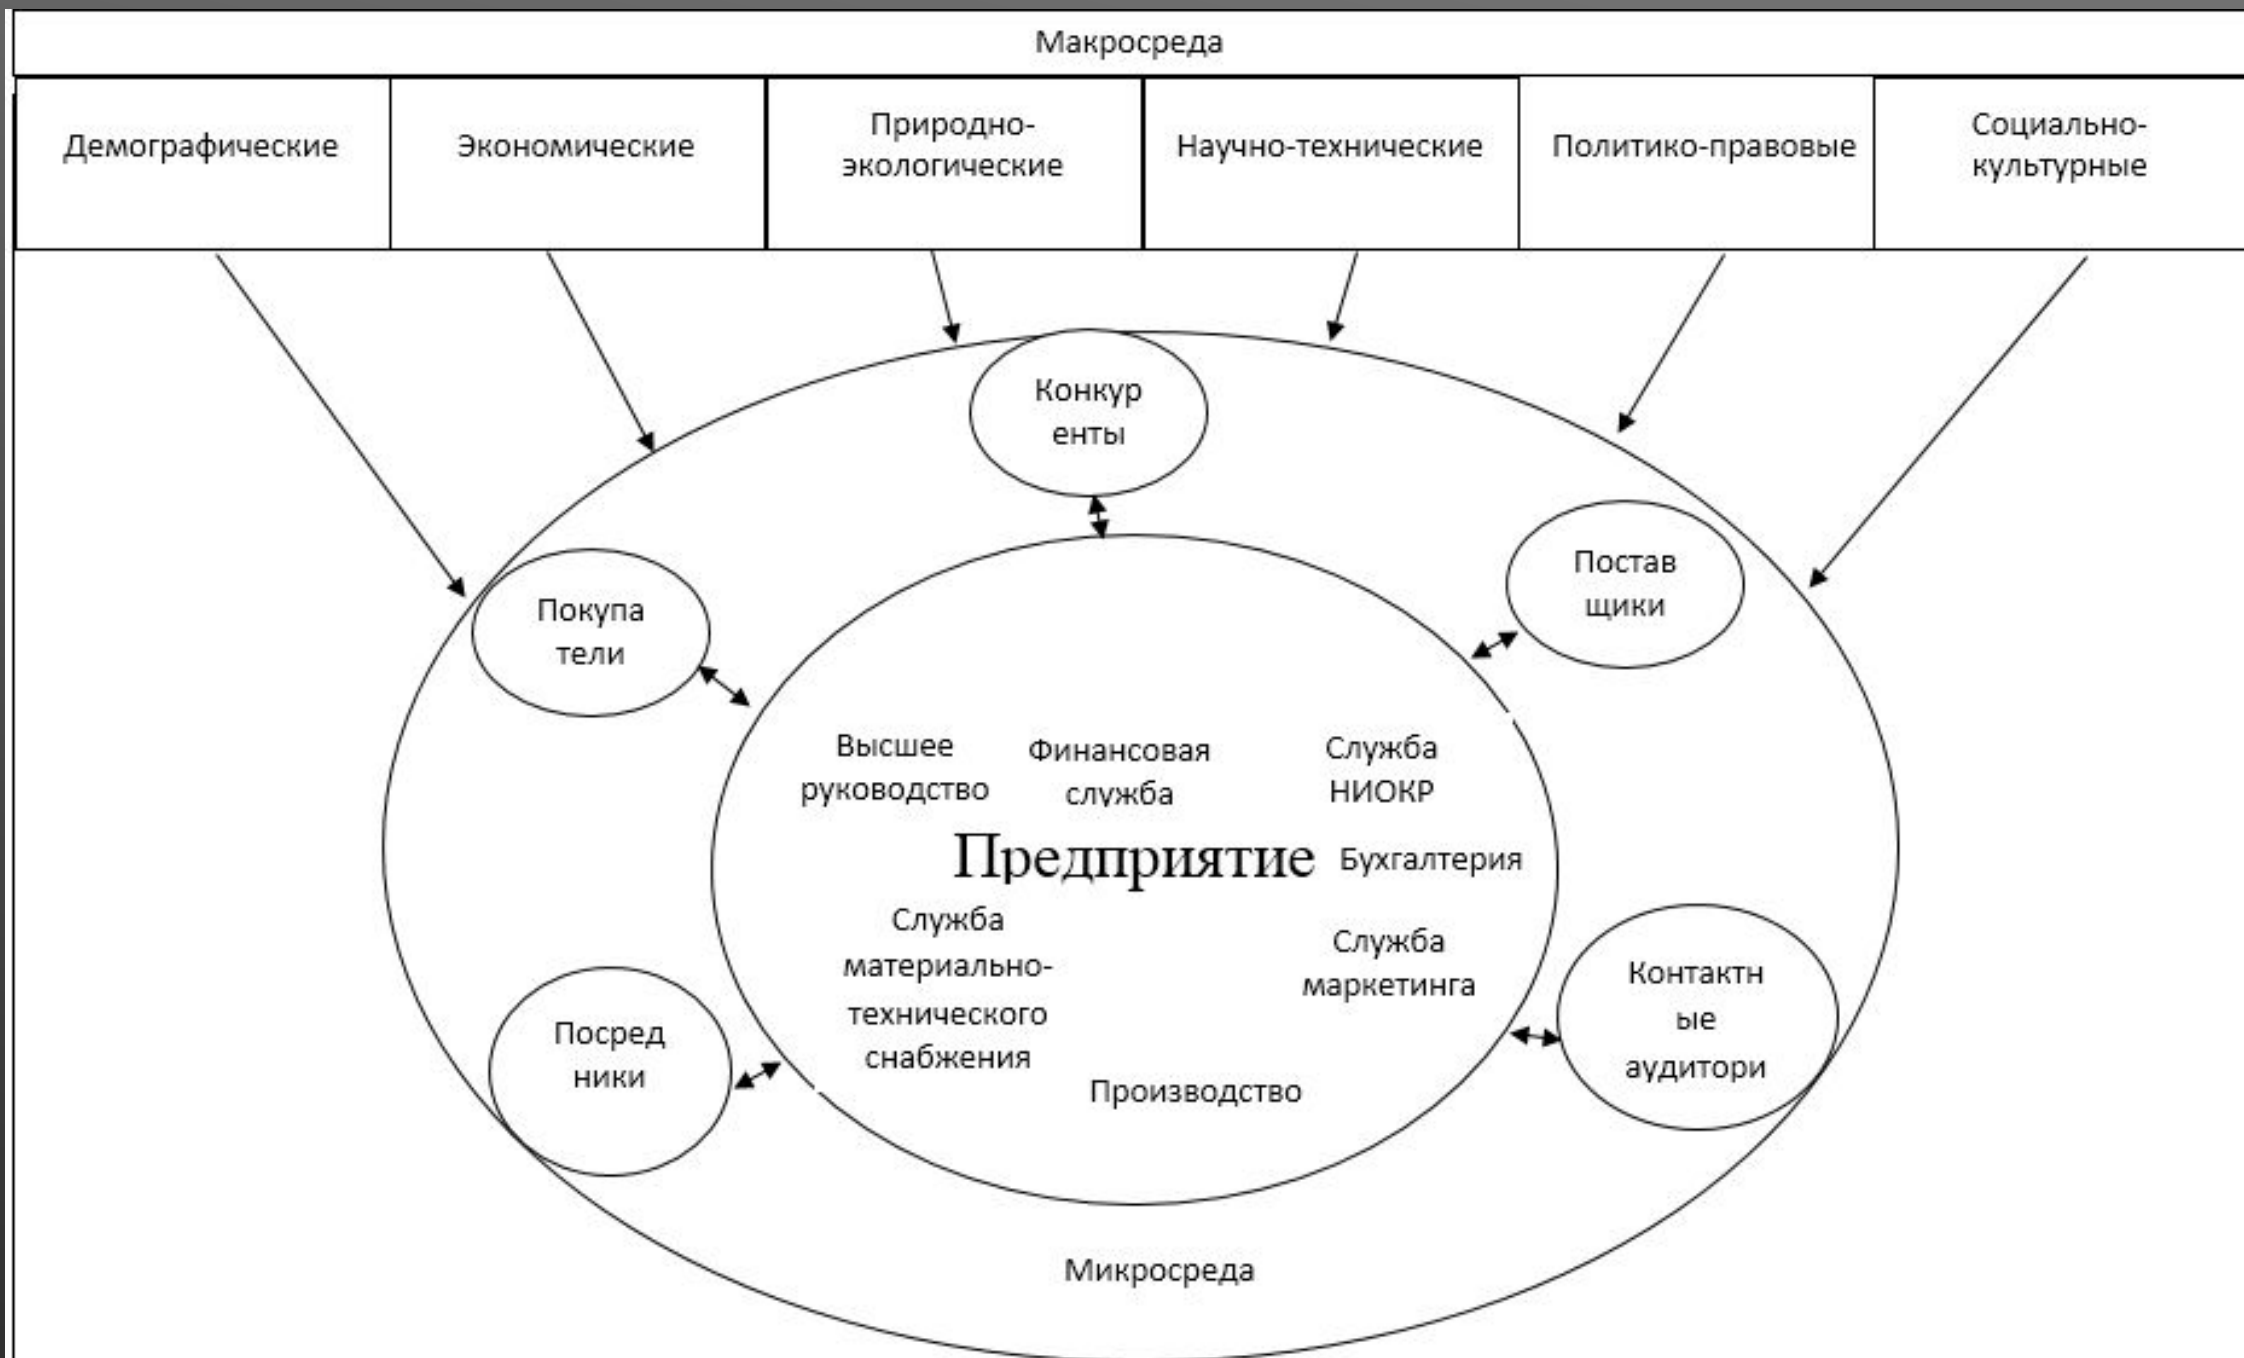 Макросреда
Демографические
Экономические
Природно-
экологические
Научно-технические
Политико-правовые
Социально-
культурные
Конкур
енты
Покупа
тели
Постав
щики
Высшее
руководство
Финансовая
служба
Служба
НИОКР
Предприятие
Бухгалтерия
Служба
материально-
технического
снабжения
Служба
маркетинга
Производство
Посред
ники
Контактн
ые
аудитори
Микросреда